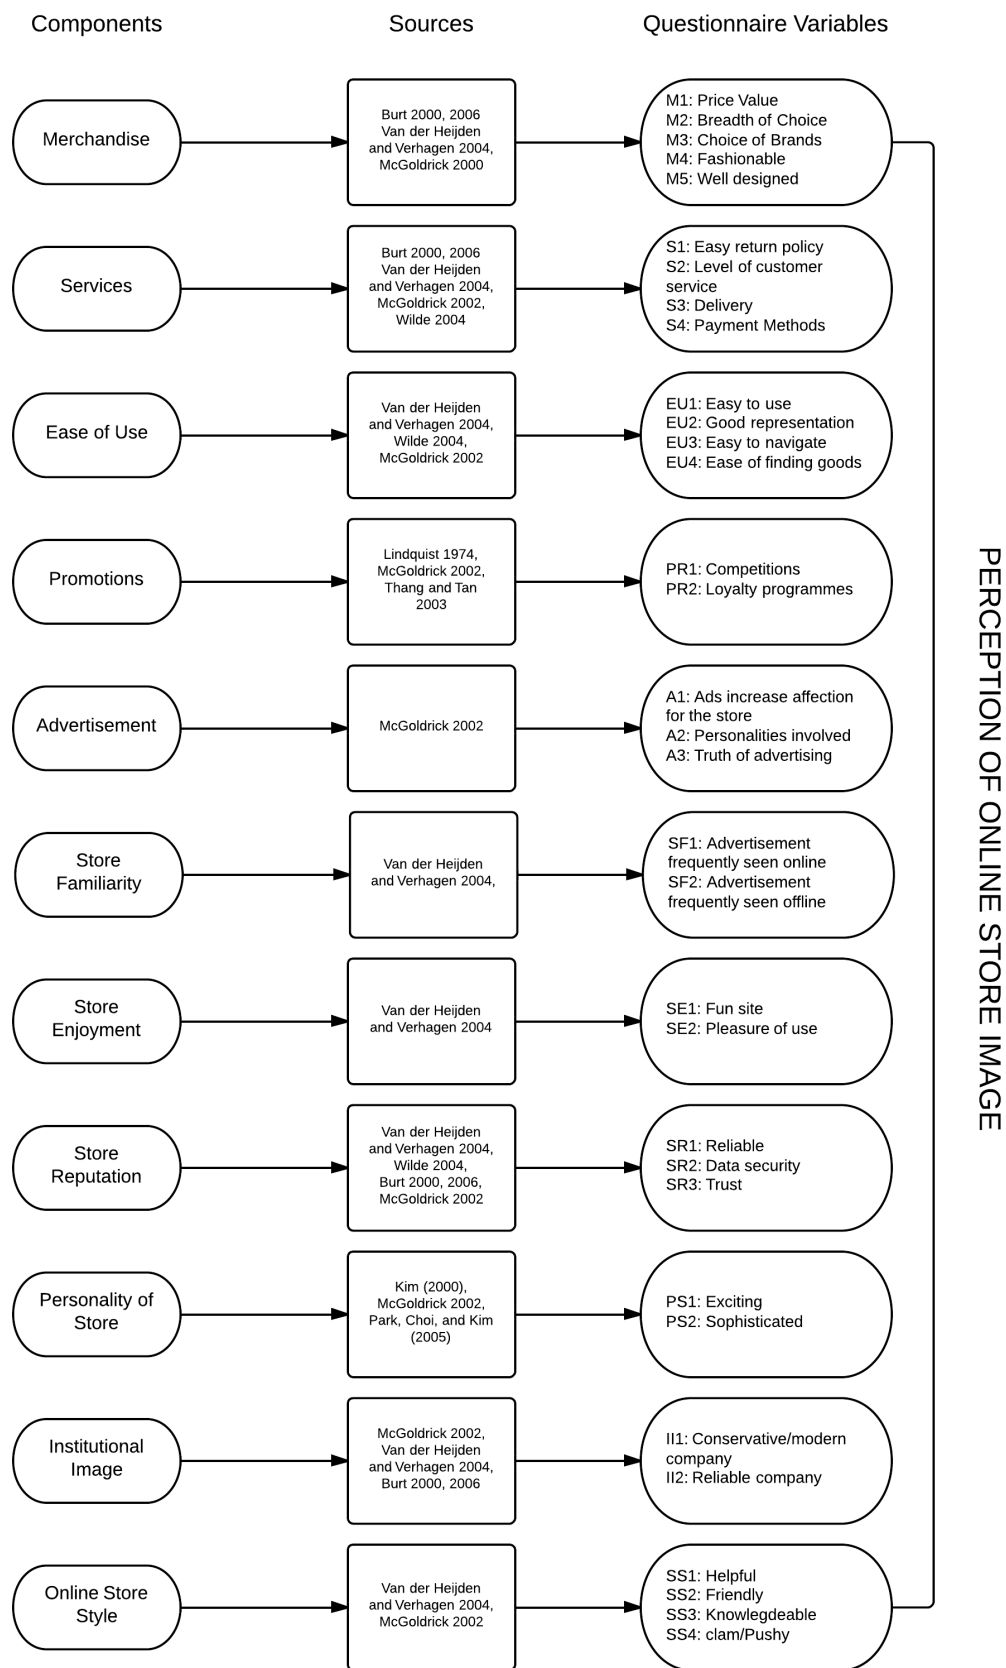 Components
Sources
Questionnaire Variables
Merchandise
Burt 2000, 2006
Van der Heijden
and Verhagen 2004,
McGoldrick 2000
M1: Price Value
M2: Breadth of Choice
M3: Choice of Brands
M4: Fashionable
M5: Well designed
Services
Burt 2000, 2006
Van der Heijden
and Verhagen 2004,
McGoldrick 2002,
Wilde 2004
S1: Easy return policy
S2: Level of customer
service
S3: Delivery
S4: Payment Methods
Ease of Use
Van der Heijden
and Verhagen 2004,
Wilde 2004,
McGoldrick 2002
EU1: Easy to use
EU2: Good representation
EU3: Easy to navigate
EU4: Ease of finding goods
Promotions
Lindquist 1974,
McGoldrick 2002,
Thang and Tan
2003
PR1: Competitions
PR2: Loyalty programmes
Advertisement
McGoldrick 2002
A1: Ads increase affection
for the store
A2: Personalities involved
A3: Truth of advertising
Store
Familiarity
Van der Heijden
and Verhagen 2004,
SF1: Advertisement
frequently seen online
SF2: Advertisement
frequently seen offline
Store
Enjoyment
Van der Heijden
and Verhagen 2004
SE1: Fun site
SE2: Pleasure of use
Store
Reputation
Van der Heijden
and Verhagen 2004,
Wilde 2004,
Burt 2000, 2006,
McGoldrick 2002
SR1: Reliable
SR2: Data security
SR3: Trust
Personality of
Store
Kim (2000),
McGoldrick 2002,
Park, Choi, and Kim
(2005)
PS1: Exciting
PS2: Sophisticated
Institutional
Image
McGoldrick 2002,
Van der Heijden
and Verhagen 2004,
Burt 2000, 2006
II1: Conservative/modern
company
II2: Reliable company
Online Store
Style
Van der Heijden
and Verhagen 2004,
McGoldrick 2002
SS1: Helpful
SS2: Friendly
SS3: Knowlegdeable
SS4: clam/Pushy
PERCEPTION OF ONLINE STORE IMAGE